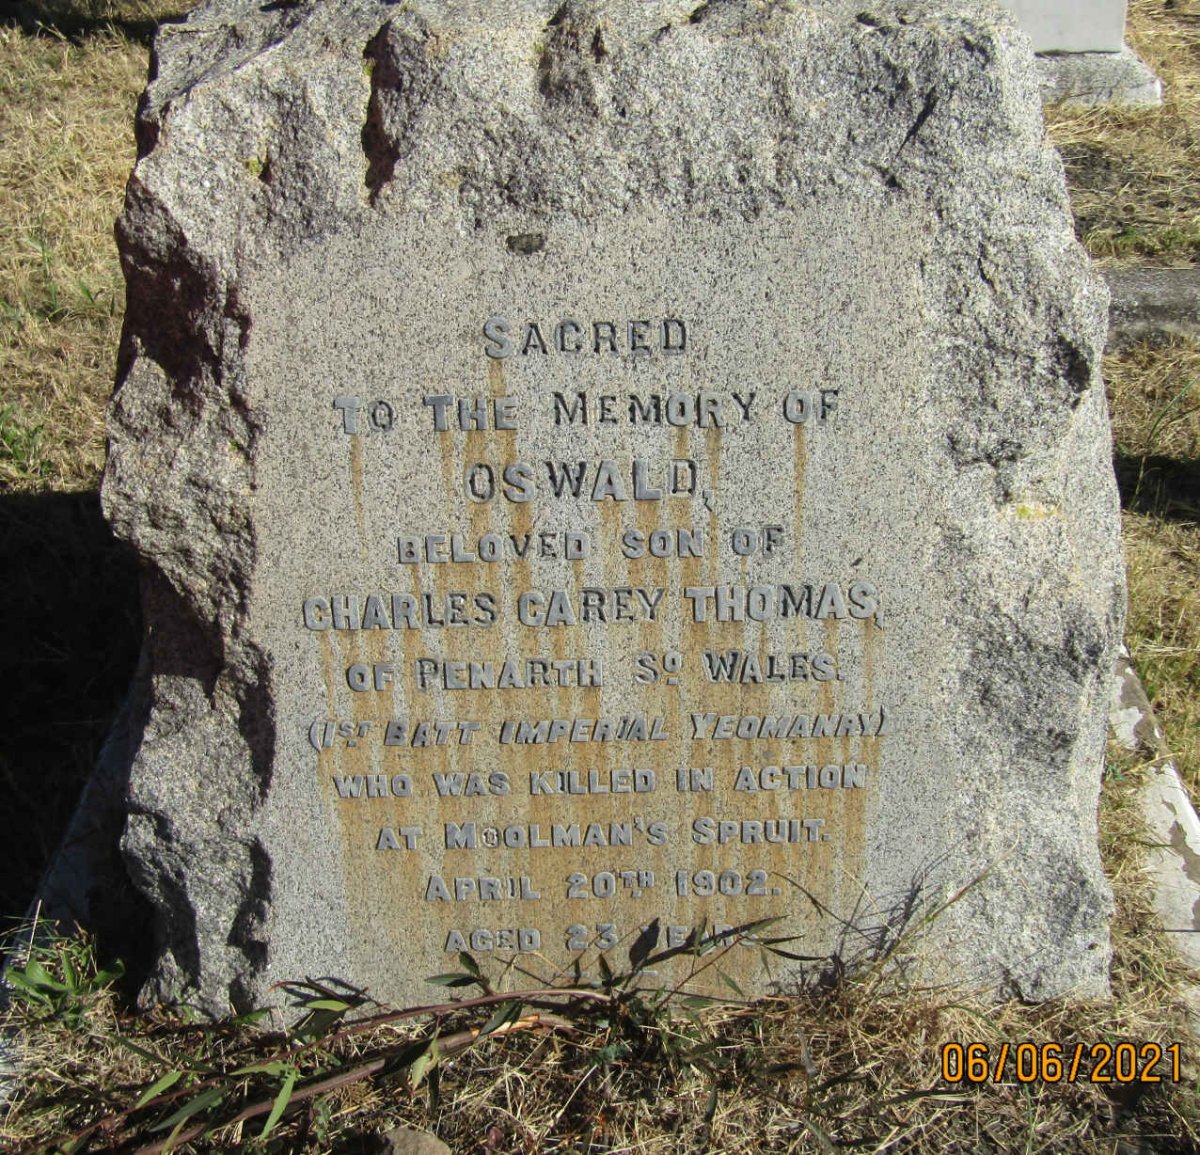 SACRED
TO THE MEMORY OF
OSWALD,
BELOVED SON OF
CHARLES CAREY THOMAS,
OF PENARTH So WALES.
(1ST BATT IMPERIAL YEOMANRY)
WHO WAS KILLED IN ACTION
AT MOOLMAN'S SPRUIT.
APRIL 20TH 1902.
AGED 23 YEARS
06/06/2021